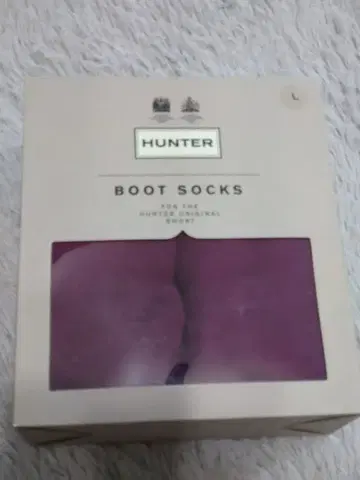 L
HUNTER
BOOT SOCKS
FOR THE
HUNTER ORIGINAL
SHORT